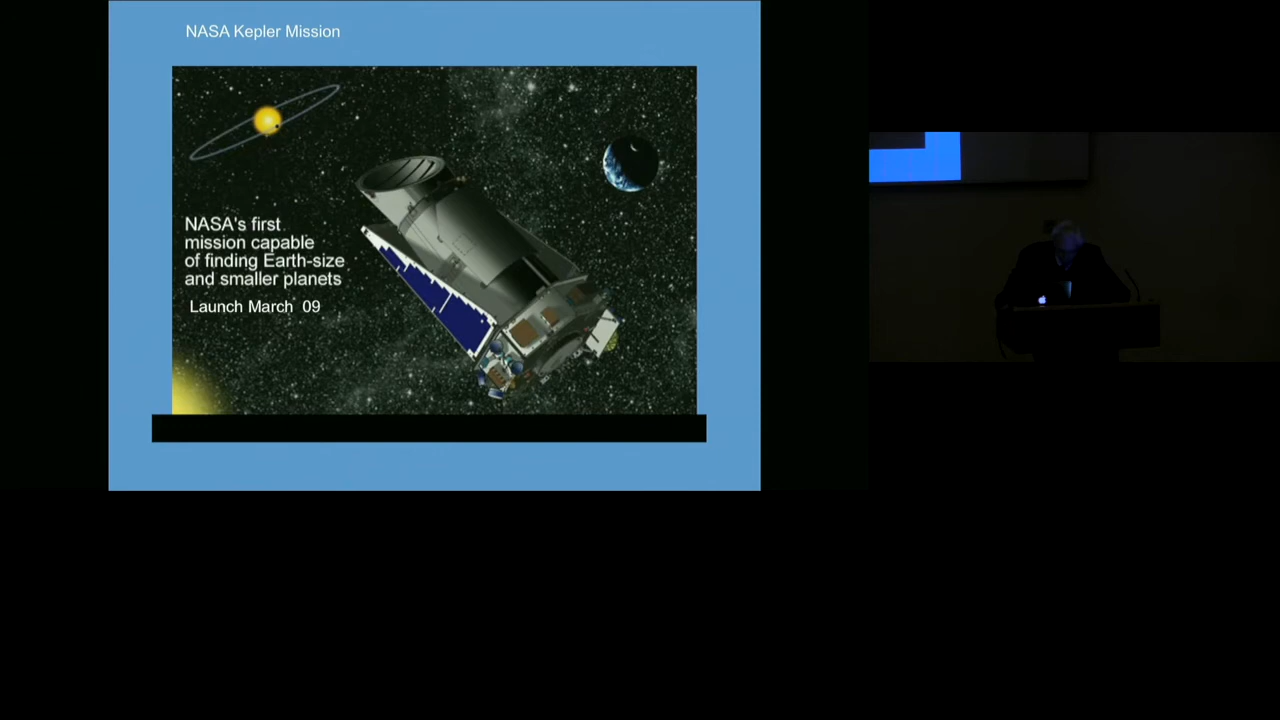 NASA Kepler Mission
NASA's first
mission capable
of finding Earth-size
and smaller planets
Launch March 09